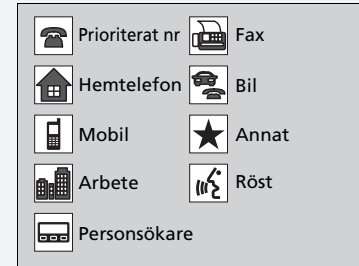 Prioriterat nr Fax
Hemtelefon Bil
Mobil Annat
Arbete Röst
Personsökare